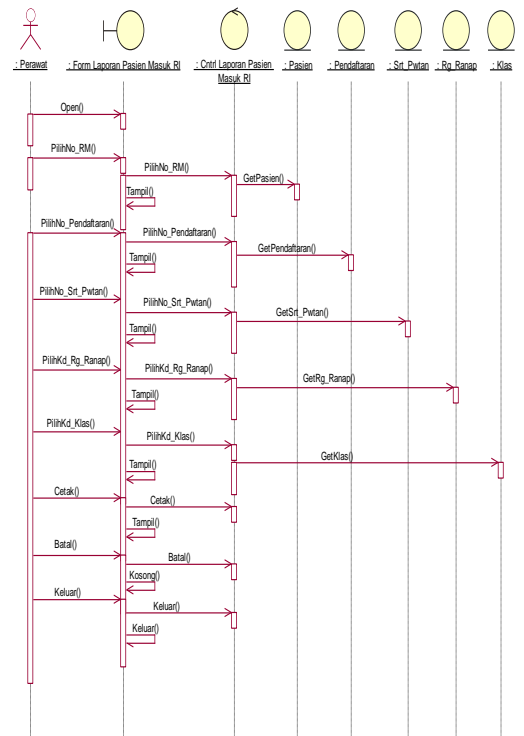 : Perawat
: Form Laporan Pasien Masuk RI
: Cntrl Laporan Pasien
Masuk RI
: Pasien
: Pendaftaran
: Srt_Pwtan
: Rg_Ranap
: Klas
Open()
PilihNo_RM()
PilihNo_RM()
GetPasien()
Tampil()
PilihNo_Pendaftaran()
PilihNo_Pendaftaran()
GetPendaftaran()
Tampil()
PilihNo_Srt_Pwtan()
PilihNo_Srt_Pwtan()
GetSrt_Pwtan()
Tampil()
PilihKd_Rg_Ranap()
PilihKd_Rg_Ranap()
GetRg_Ranap()
Tampil()
PilihKd_Klas()
PilihKd_Klas()
GetKlas()
Tampil()
Cetak()
Cetak()
Tampil()
Batal()
Batal()
Kosong()
Keluar()
Keluar()
Keluar()